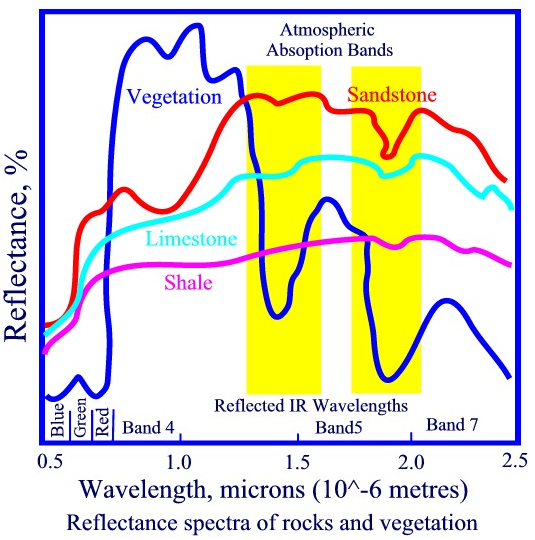 Atmospheric
Absoption Bands
Vegetation
Sandstone
Limestone
Shale
Reflectance, %
Reflected IR Wavelengths
Blue
Green
Red
Band 4
Band5
Band 7
0.5 1.0 1.5 2.0 2.5
Wavelength, microns (10^-6 metres)
Reflectance spectra of rocks and vegetation